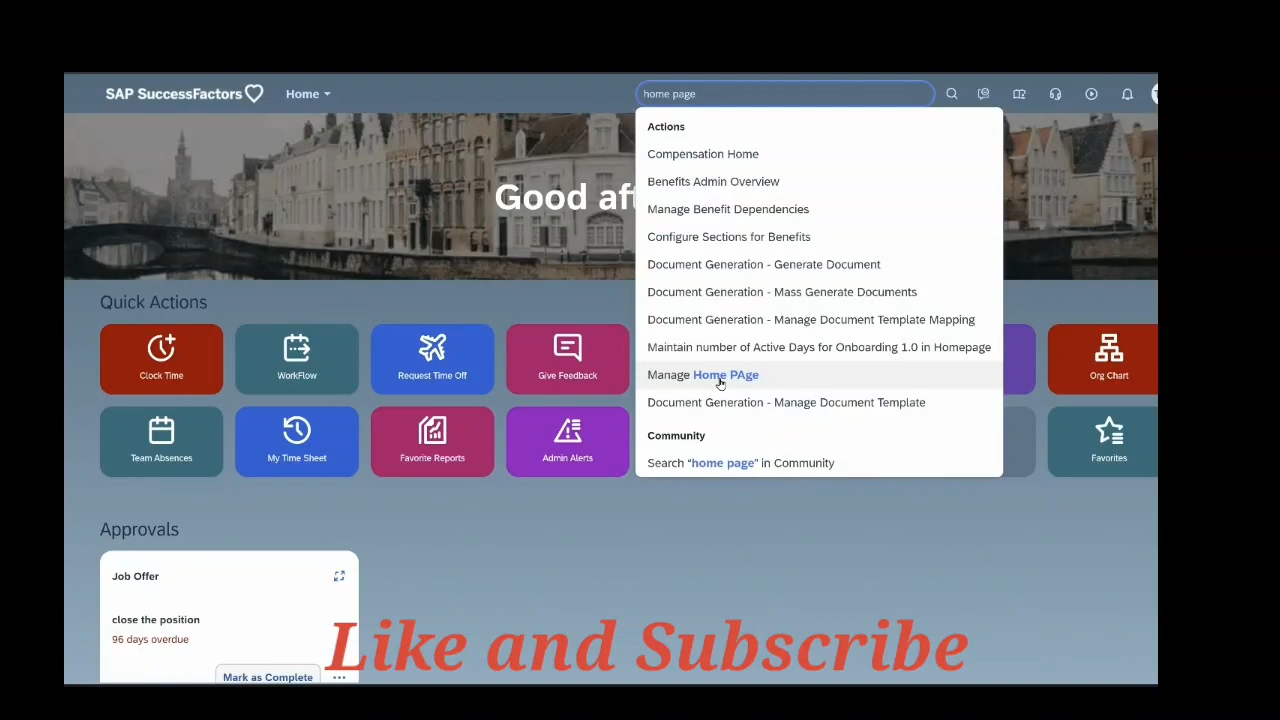 SAP SuccessFactors
Home
home page
Actions
Compensation Home
Benefits Admin Overview
Manage Benefit Dependencies
Configure Sections for Benefits
Document Generation - Generate Document
Document Generation - Mass Generate Documents
Document Generation - Manage Document Template Mapping
Maintain number of Active Days for Onboarding 1.0 in Homepage
Manage Home PAge
Document Generation - Manage Document Template
Community
Search “home page” in Community
Good aft
Quick Actions
Clock Time
WorkFlow
Request Time Off
Give Feedback
Org Chart
Team Absences
My Time Sheet
Favorite Reports
Admin Alerts
Favorites
Approvals
Job Offer
close the position
96 days overdue
Mark as Complete
Like and Subscribe